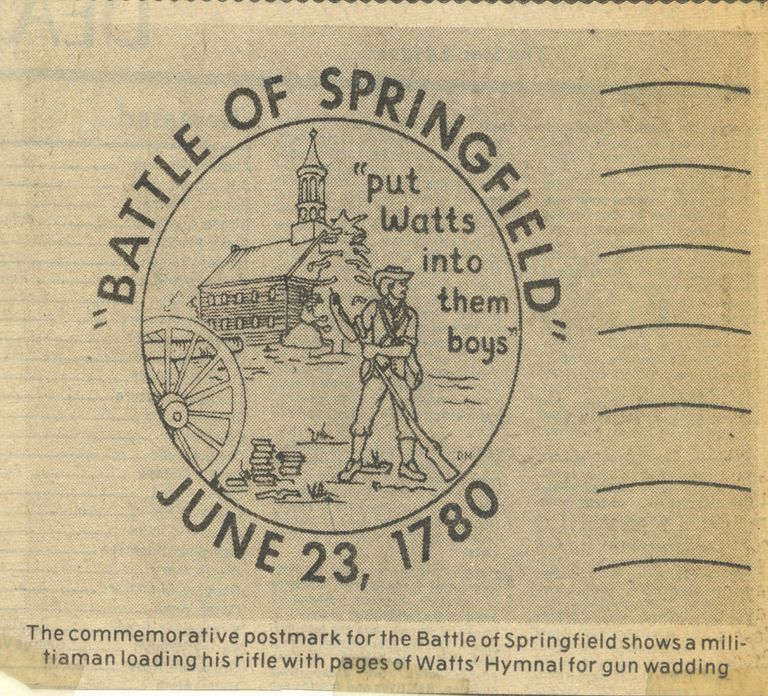 "BATTLE OF SPRINGFIELD"
"put
Watts
into
them
boys"
DM
JUNE 23, 1780
The commemorative postmark for the Battle of Springfield shows a mili-
tiaman loading his rifle with pages of Watts' Hymnal for gun wadding